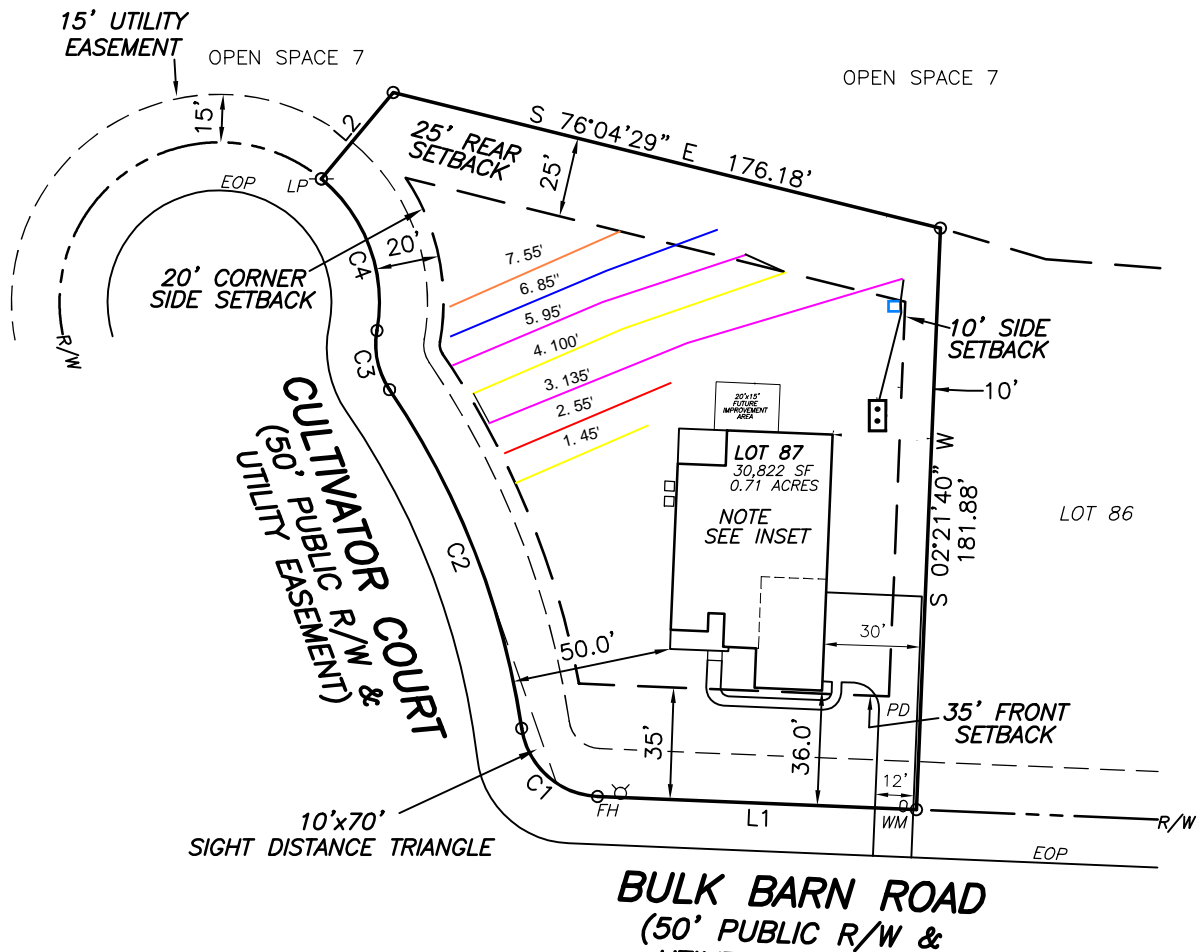 15' UTILITY
EASEMENT
OPEN SPACE 7
OPEN SPACE 7
15'
L2
S 76°04'29" E 176.18'
25' REAR
SETBACK
25'
EOP
LP
20'
C4
20' CORNER
SIDE SETBACK
R/W
C3
7. 55'
6. 85"
5. 95'
4. 100'
3. 135'
2. 55'
1. 45'
10' SIDE
SETBACK
10'
20'x15'
FUTURE
IMPROVEMENT
AREA
LOT 87
30,822 SF
0.71 ACRES
NOTE
SEE INSET
LOT 86
S 02°21'40" W
181.88'
CULTIVATOR COURT
(50' PUBLIC R/W &
UTILITY EASEMENT)
C2
50.0'
30'
35'
36.0'
PD
35' FRONT
SETBACK
12'
C1
FH
L1
WM
R/W
EOP
10'x70'
SIGHT DISTANCE TRIANGLE
BULK BARN ROAD
(50' PUBLIC R/W &